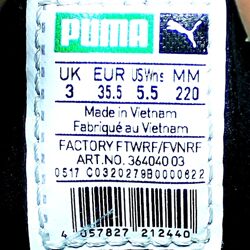 PUMA
UK EUR US Wns MM
3 35.5 5.5 220
Made in Vietnam
Fabriqué au Vietnam
FACTORY FTWRF/FVNRF
ART.NO. 364040 03
0517 C0320279B0000622
4 057827 212440